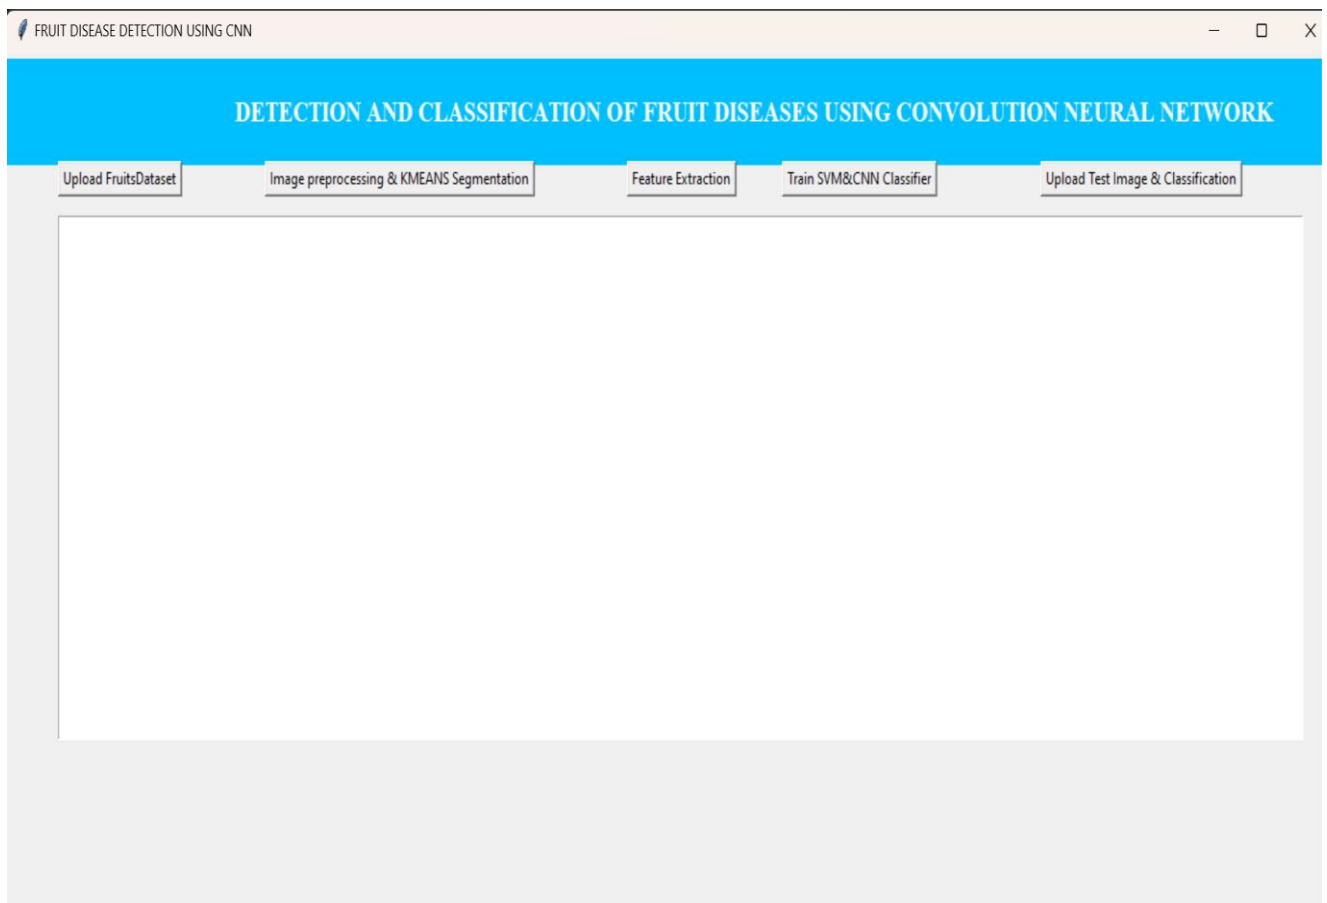 FRUIT DISEASE DETECTION USING CNN
DETECTION AND CLASSIFICATION OF FRUIT DISEASES USING CONVOLUTION NEURAL NETWORK
Upload FruitsDataset
Image preprocessing & KMEANS Segmentation
Feature Extraction
Train SVM&CNN Classifier
Upload Test Image & Classification